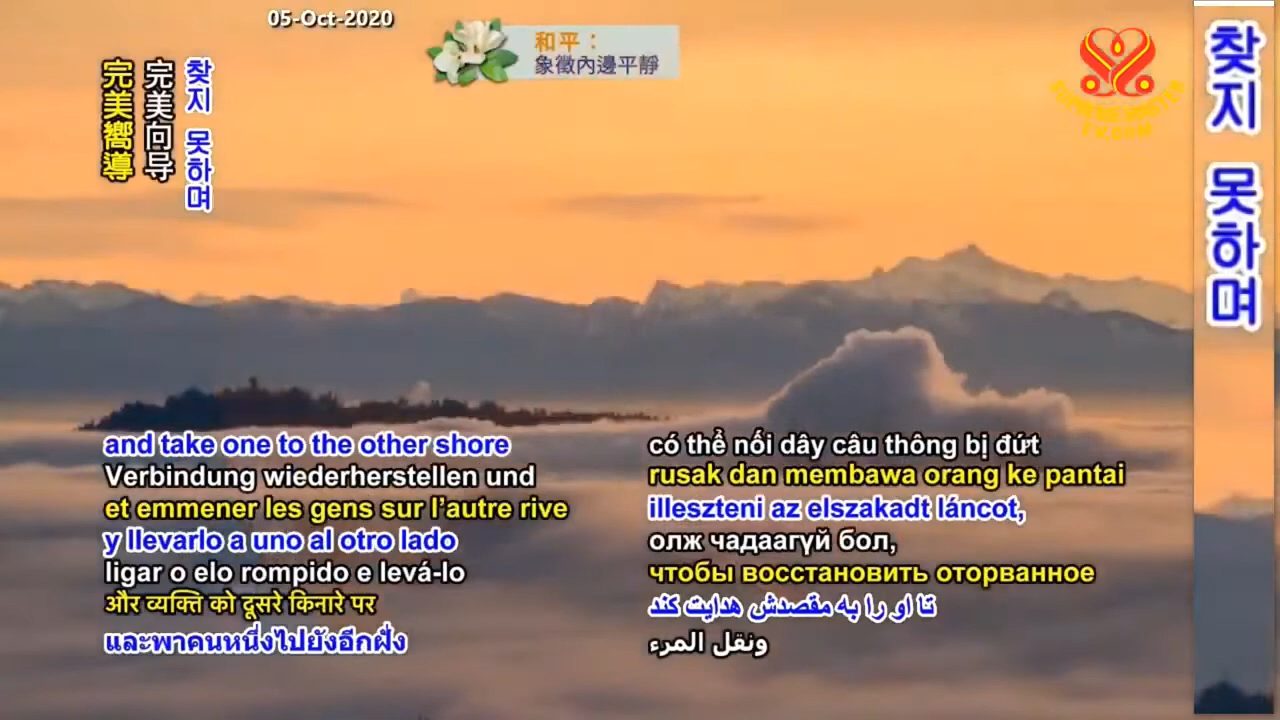 05-Oct-2020
和平：
象徵內邊平靜
SUPREME MASTER
TV.COM
完美嚮導
完美向导
찾지 못하며
찾지 못하며
and take one to the other shore
Verbindung wiederherstellen und
et emmener les gens sur l’autre rive
y llevarlo a uno al otro lado
ligar o elo rompido e levá-lo
और व्यक्ति को दूसरे किनारे पर
และพาคนหนึ่งไปยังอีกฝั่ง
có thể nối dây câu thông bị đứt
rusak dan membawa orang ke pantai
illeszteni az elszakadt láncot,
олж чадаагүй бол,
чтобы восстановить оторванное
تا او را به مقصدش هدایت کند
ونقل المرء